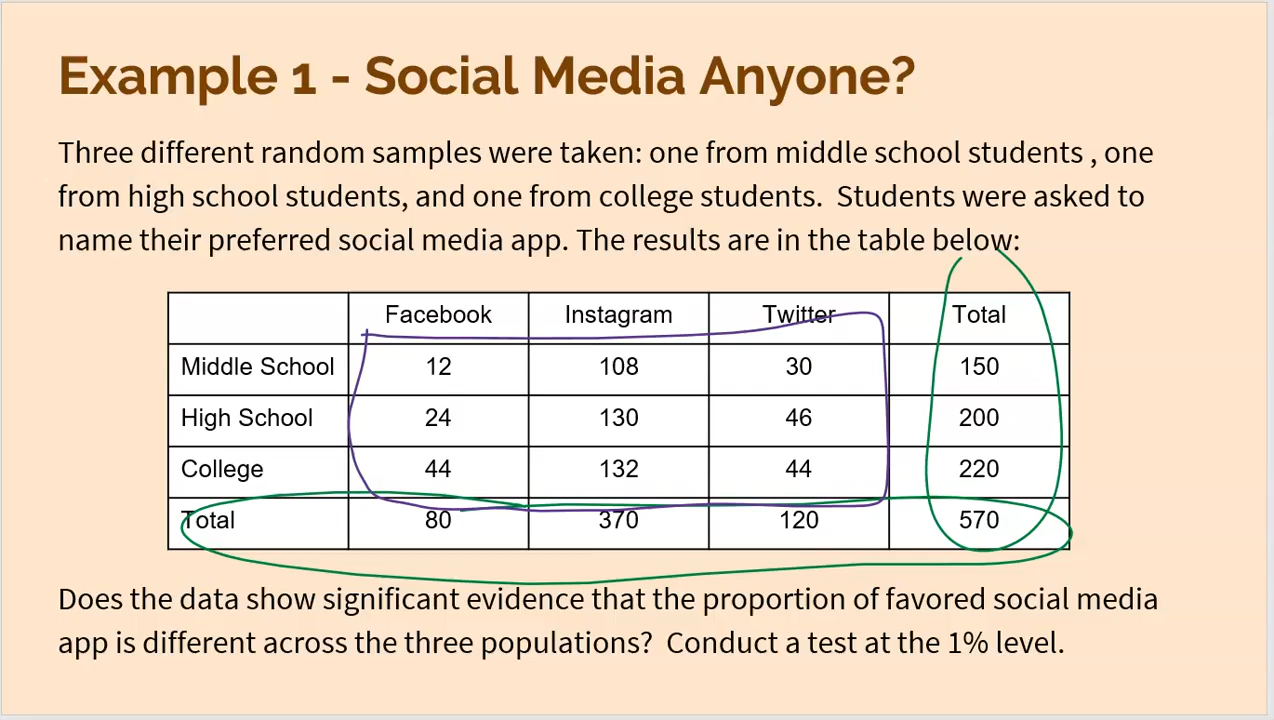 Example 1 - Social Media Anyone?
Three different random samples were taken: one from middle school students , one
from high school students, and one from college students.  Students were asked to
name their preferred social media app. The results are in the table below:
Facebook Instagram Twitter Total
Middle School 12 108 30 150
High School 24 130 46 200
College 44 132 44 220
Total 80 370 120 570
Does the data show significant evidence that the proportion of favored social media
app is different across the three populations?  Conduct a test at the 1% level.